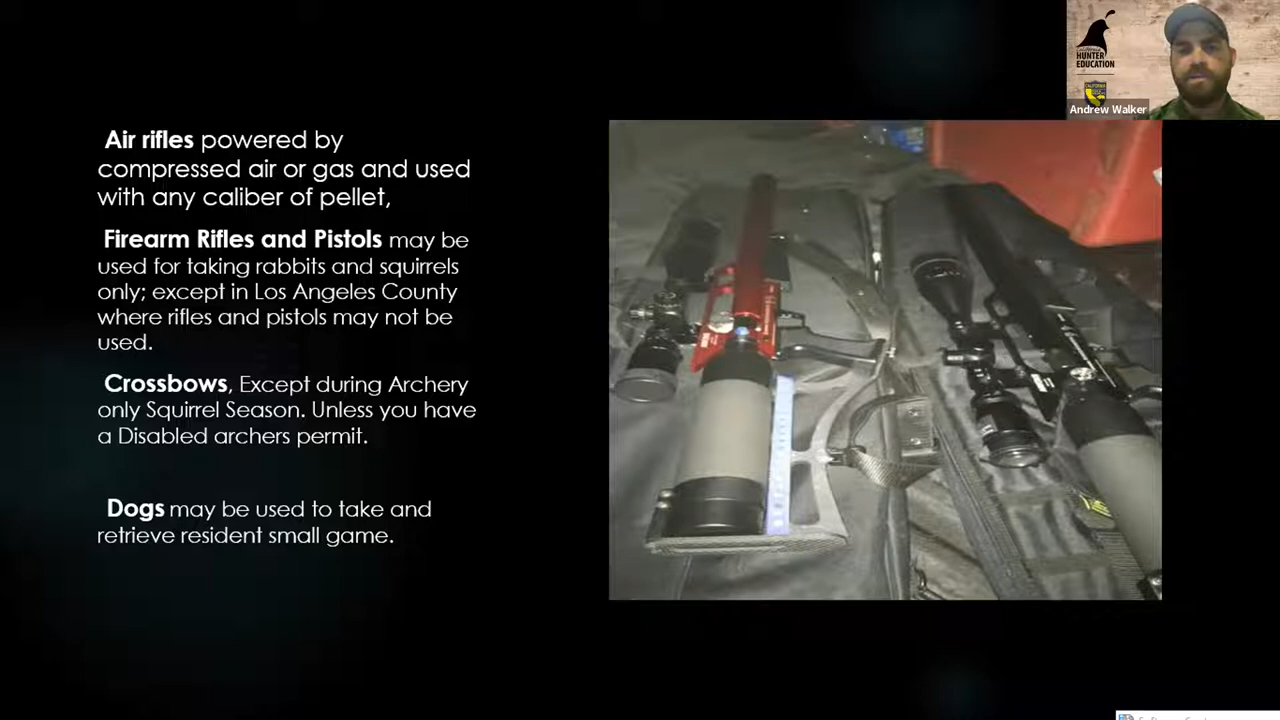 HUNTER
EDUCATION
Andrew Walker
Air rifles powered by
compressed air or gas and used
with any caliber of pellet,
Firearm Rifles and Pistols may be
used for taking rabbits and squirrels
only; except in Los Angeles County
where rifles and pistols may not be
used.
Crossbows, Except during Archery
only Squirrel Season. Unless you have
a Disabled archers permit.
Dogs may be used to take and
retrieve resident small game.